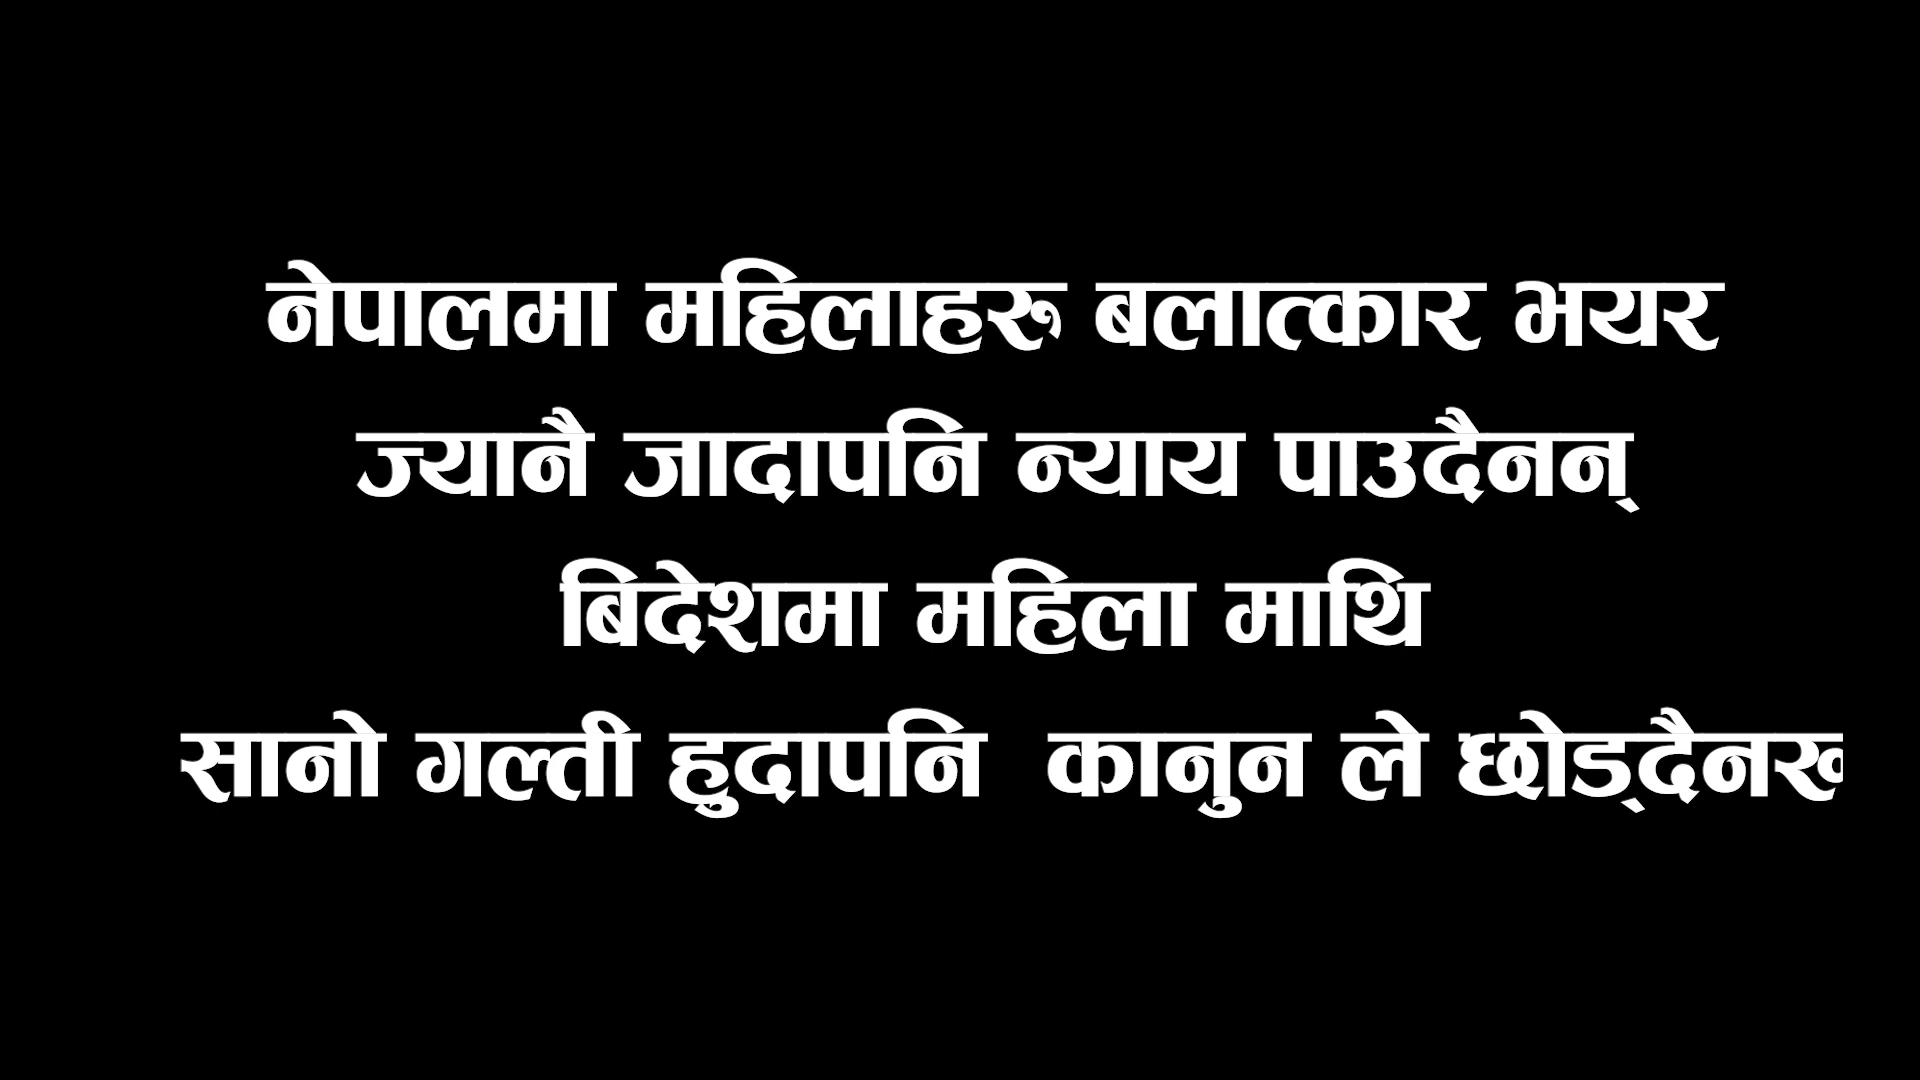 नेपालमा महिलाहरु बलात्कार भयर
ज्यानै जादापनि न्याय पाउदैनन्
बिदेशमा महिला माथि
सानो गल्ती हुदापनि कानुन ले छोड्दैनख